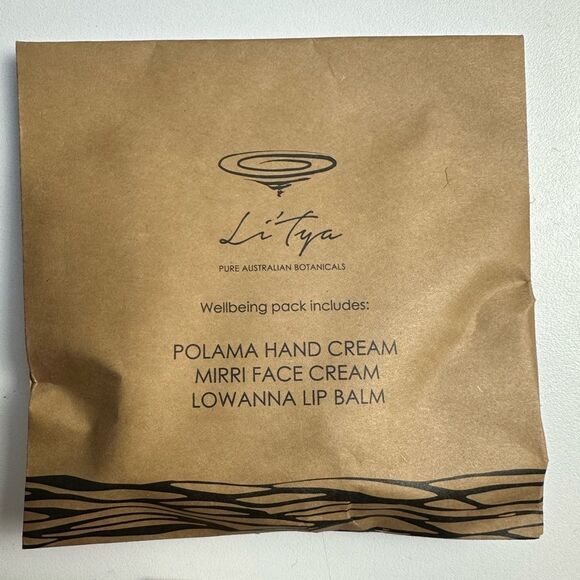 Li'Tya
PURE AUSTRALIAN BOTANICALS
Wellbeing pack includes:
POLAMA HAND CREAM
MIRRI FACE CREAM
LOWANNA LIP BALM